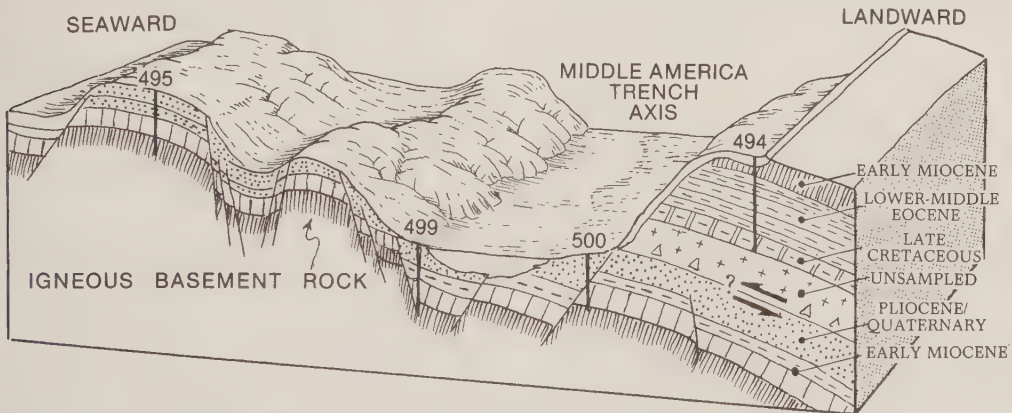 SEAWARD
LANDWARD
495
MIDDLE AMERICA
TRENCH
AXIS
494
EARLY MIOCENE
LOWER-MIDDLE
EOCENE
499
500
LATE
CRETACEOUS
IGNEOUS BASEMENT ROCK
?
UNSAMPLED
PLIOCENE/
QUATERNARY
EARLY MIOCENE